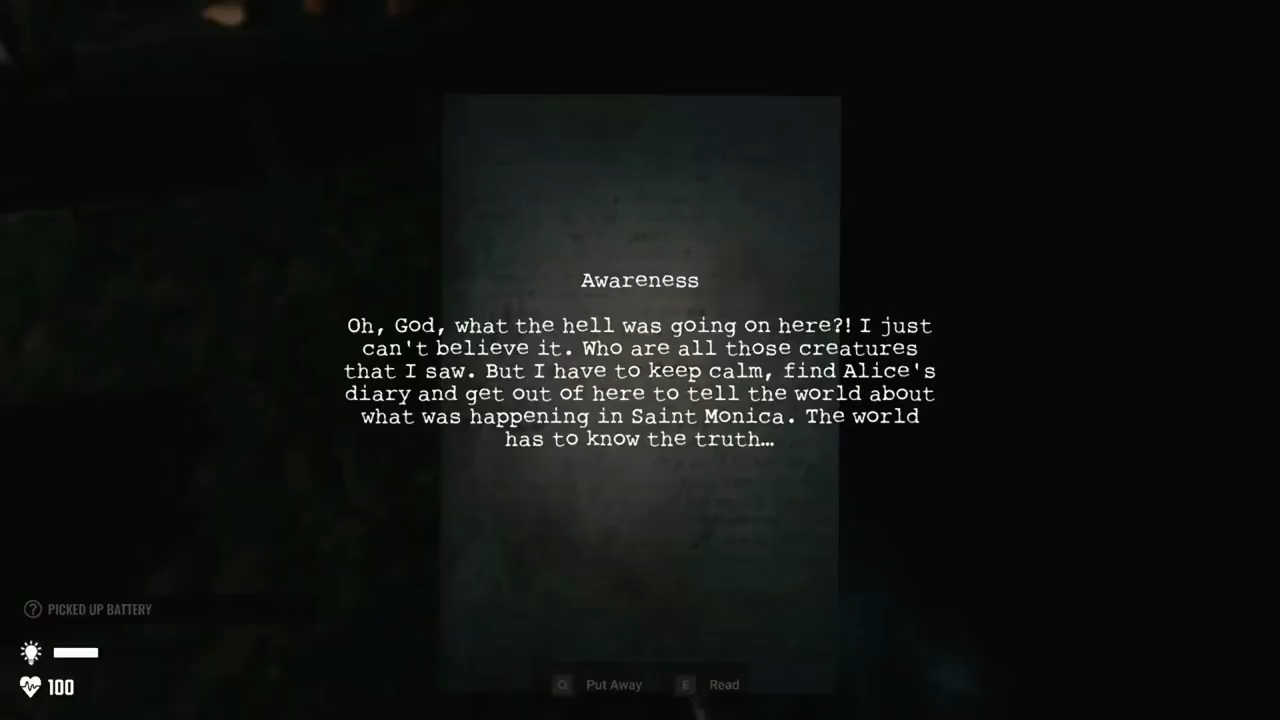 Awareness
Oh, God, what the hell was going on here?! I just
can't believe it. Who are all those creatures
that I saw. But I have to keep calm, find Alice's
diary and get out of here to tell the world about
what was happening in Saint Monica. The world
has to know the truth…
? PICKED UP BATTERY
100
Q Put Away E Read